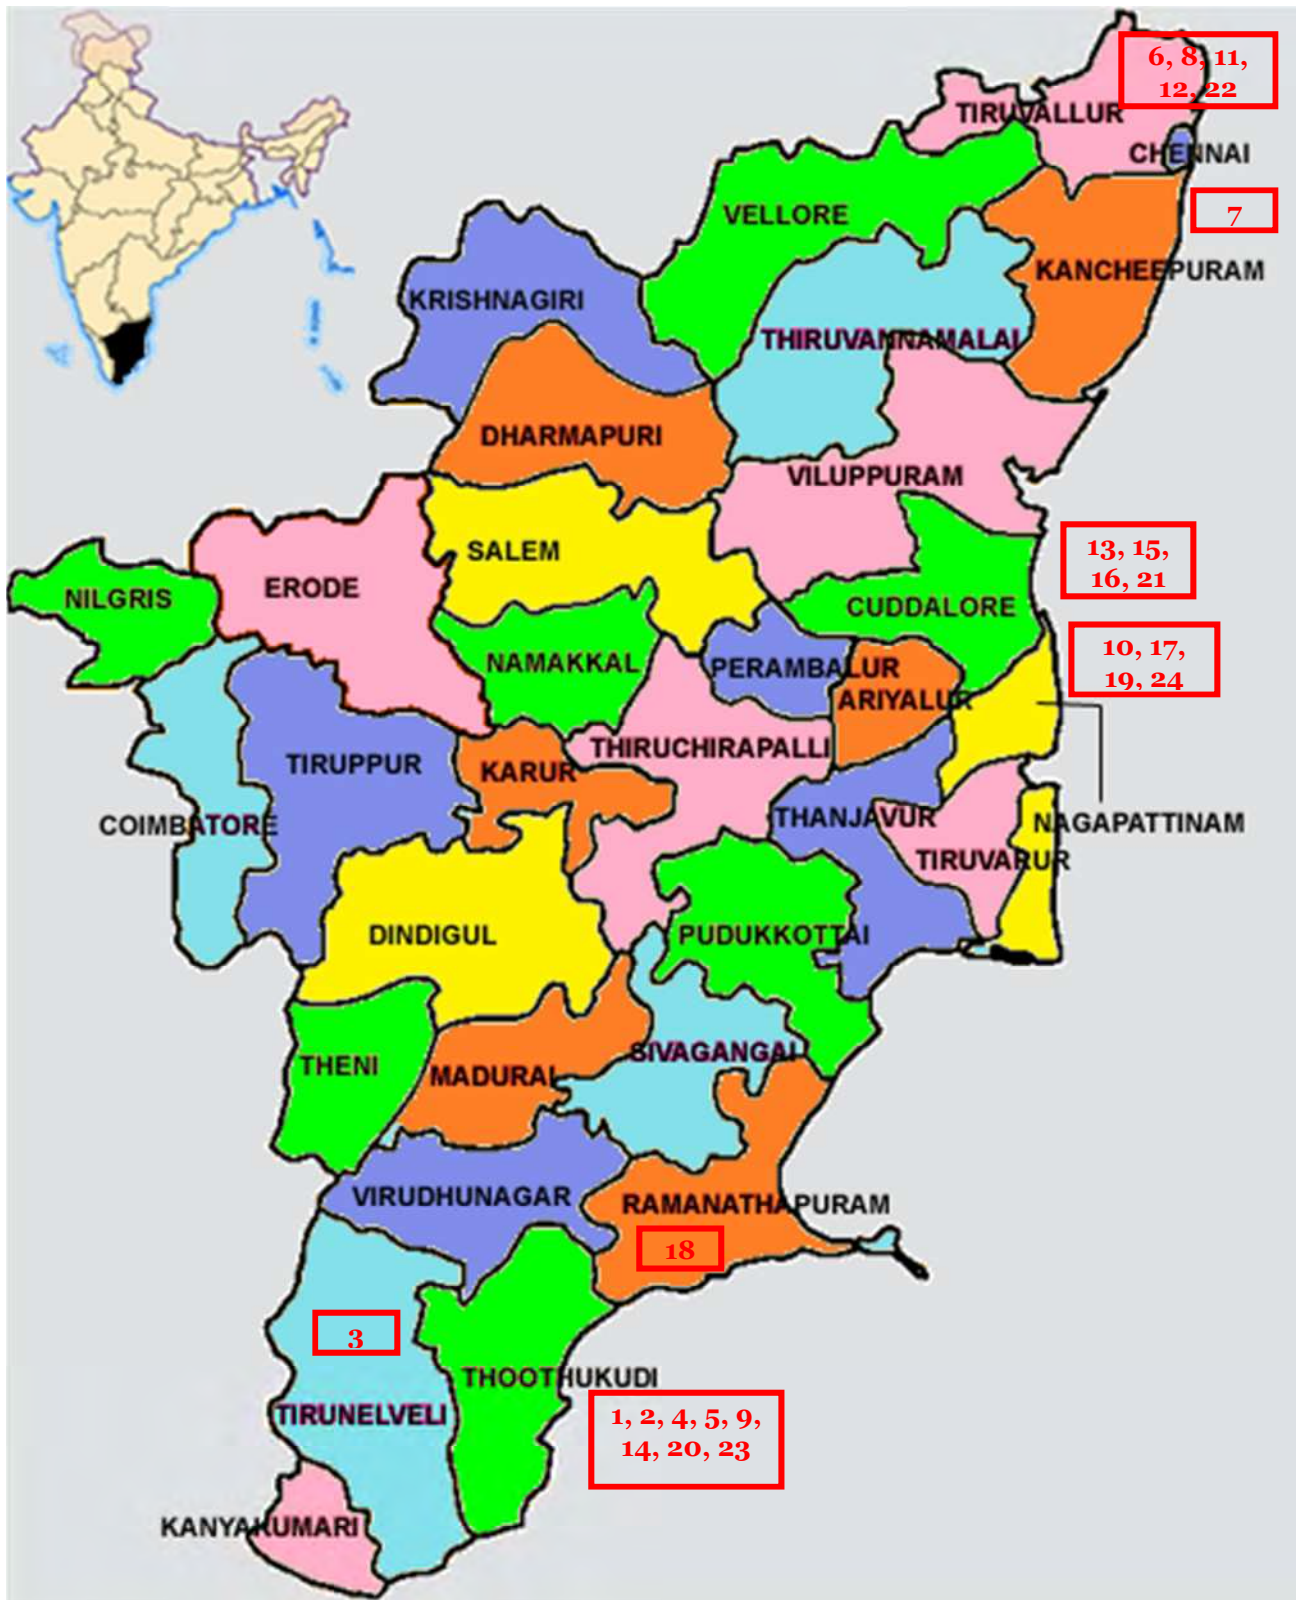 6, 8, 11,
12, 22
TIRUVALLUR
CHENNAI
7
VELLORE
KANCHEEPURAM
KRISHNAGIRI
THIRUVANNAMALAI
DHARMAPURI
VILUPPURAM
13, 15,
16, 21
SALEM
ERODE
NILGRIS
CUDDALORE
10, 17,
19, 24
NAMAKKAL
PERAMBALUR
ARIYALUR
THIRUCHIRAPALLI
TIRUPPUR
KARUR
COIMBATORE
THANJAVUR
NAGAPATTINAM
TIRUVARUR
DINDIGUL
PUDUKKOTTAI
SIVAGANGAI
THENI
MADURAI
VIRUDHUNAGAR
RAMANATHAPURAM
18
3
THOOTHUKUDI
TIRUNELVELI
1, 2, 4, 5, 9,
14, 20, 23
KANYAKUMARI